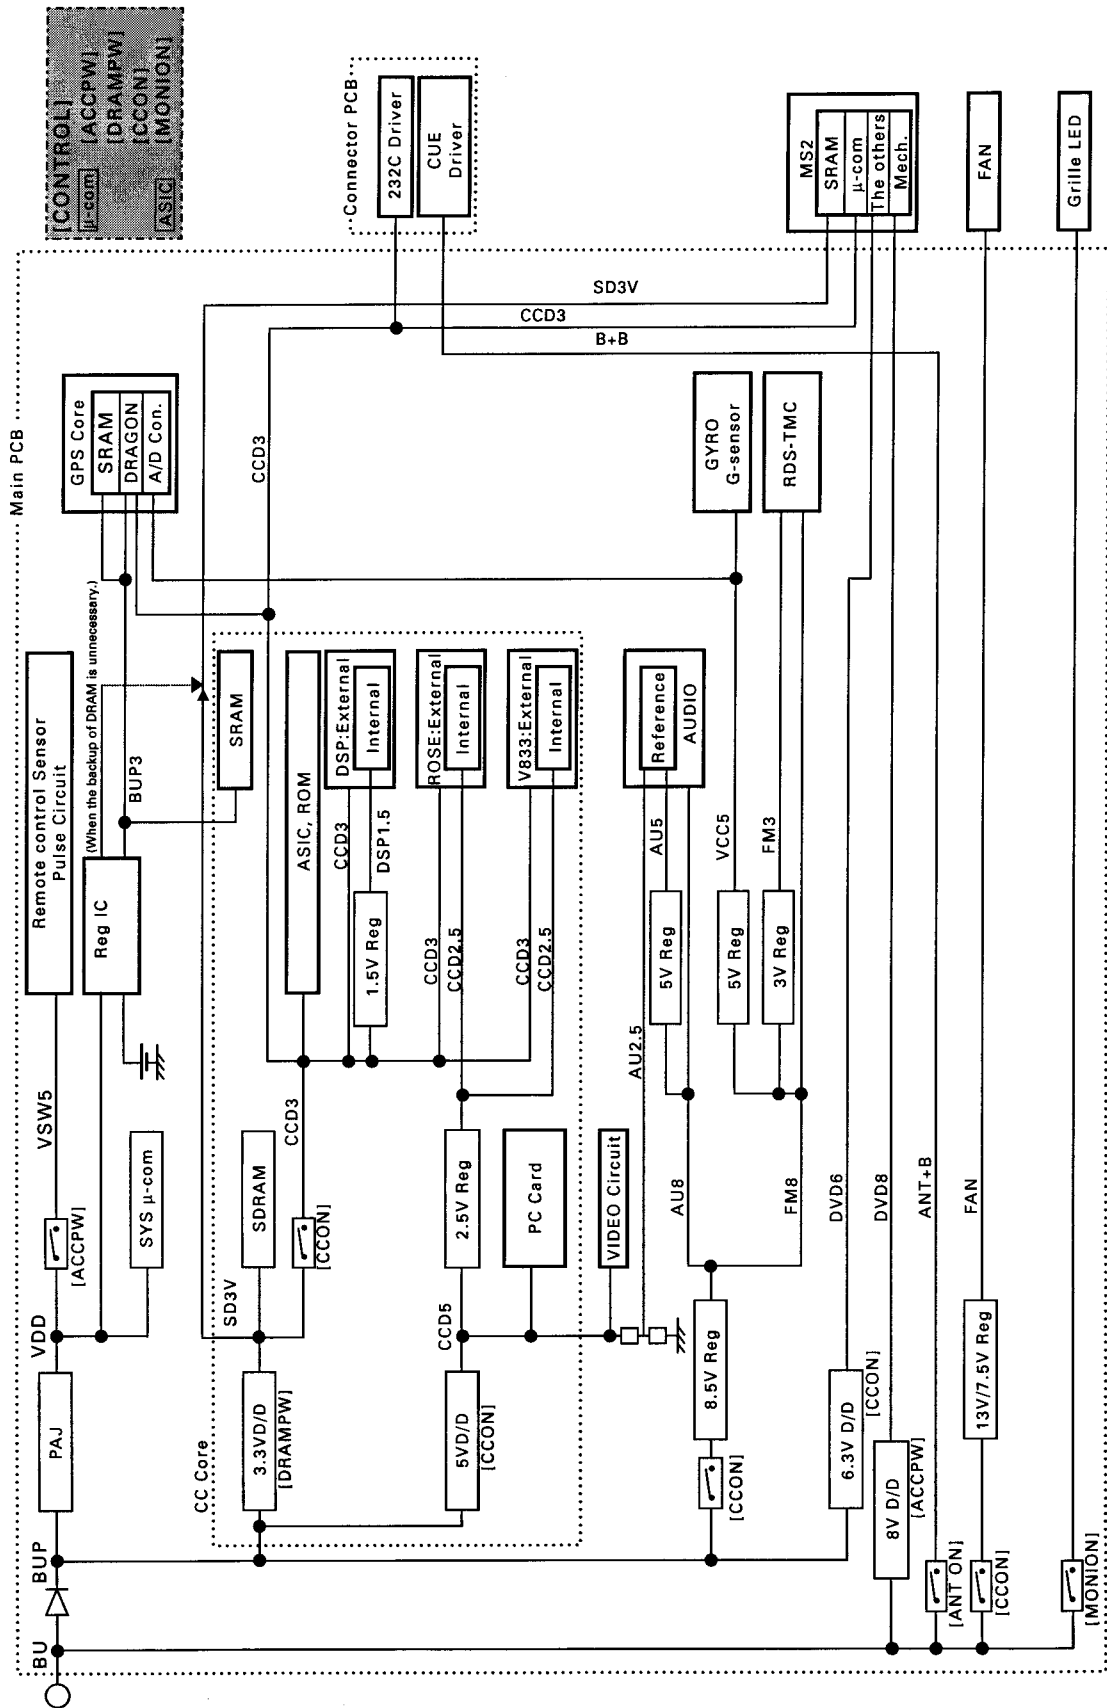 [CONTROL]
μ-com
[ACCPW]
[DRAMPW]
[CCON]
ASIC
[MONION]
Main PCB
Connector PCB
232C Driver
CUE
Driver
MS2
SRAM
μ-com
The others
Mech.
FAN
Grille LED
SD3V
CCD3
B+B
GPS Core
SRAM
DRAGON
A/D Con.
CCD3
GYRO
G-sensor
RDS-TMC
Remote control Sensor
Pulse Circuit
(When the backup of DRAM is unnecessary.)
Reg IC
BUP3
SRAM
ASIC, ROM
DSP:External
Internal
CCD3
DSP1.5
1.5V Reg
ROSE:External
Internal
CCD3
CCD2.5
V833:External
Internal
CCD3
CCD2.5
Reference
AUDIO
AU5
5V Reg
VCC5
5V Reg
FM3
3V Reg
AU2.5
VSW5
[ACCPW]
SYS μ-com
VDD
PAJ
BUP
BU
CC Core
SD3V
SDRAM
CCD3
[CCON]
3.3VD/D
[DRAMPW]
2.5V Reg
PC Card
CCD5
5VD/D
[CCON]
VIDEO Circuit
AU8
FM8
8.5V Reg
[CCON]
DVD6
6.3V D/D
[CCON]
DVD8
8V D/D
[ACCPW]
ANT+B
[ANT ON]
FAN
13V/7.5V Reg
[CCON]
[MONION]